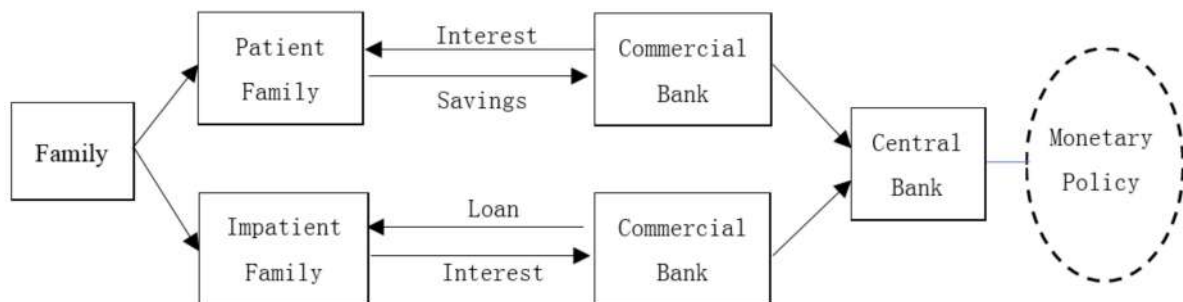 Patient
Family
Interest
Savings
Commercial
Bank
Family
Central
Bank
Monetary
Policy
Impatient
Family
Loan
Interest
Commercial
Bank